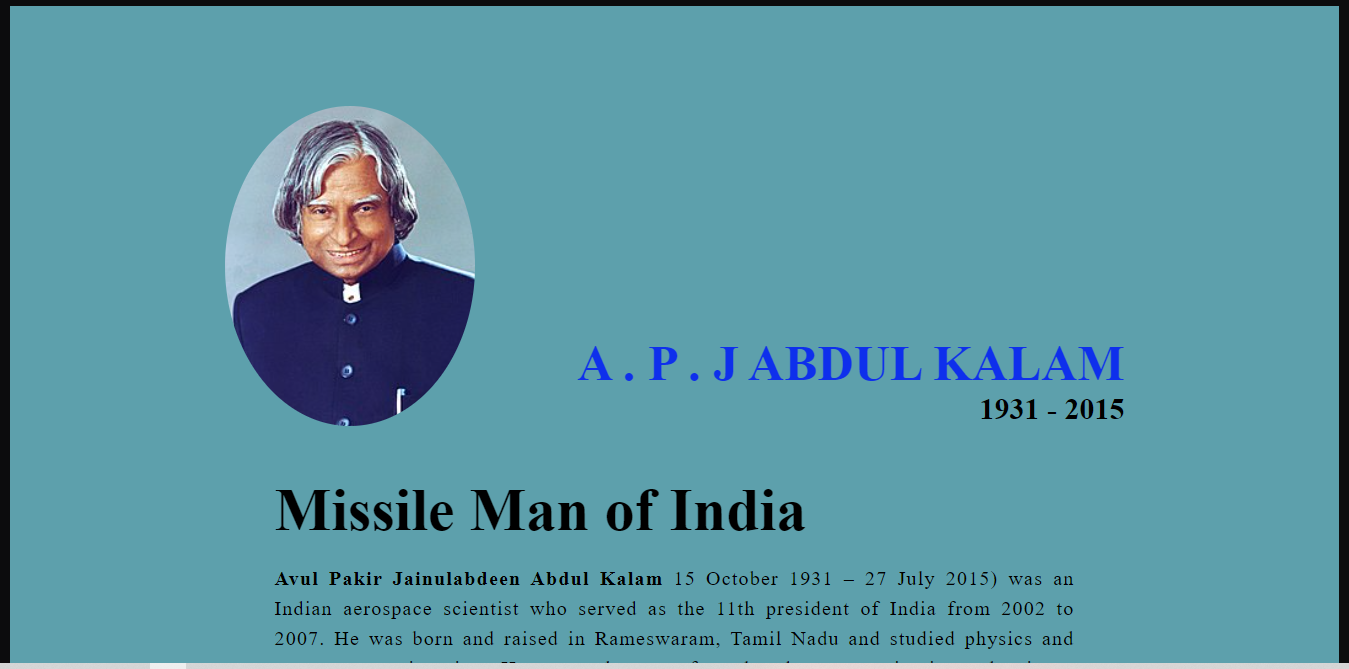 A . P . J ABDUL KALAM
1931 - 2015
Missile Man of India
Avul Pakir Jainulabdeen Abdul Kalam 15 October 1931 – 27 July 2015) was an
Indian aerospace scientist who served as the 11th president of India from 2002 to
2007. He was born and raised in Rameswaram, Tamil Nadu and studied physics and